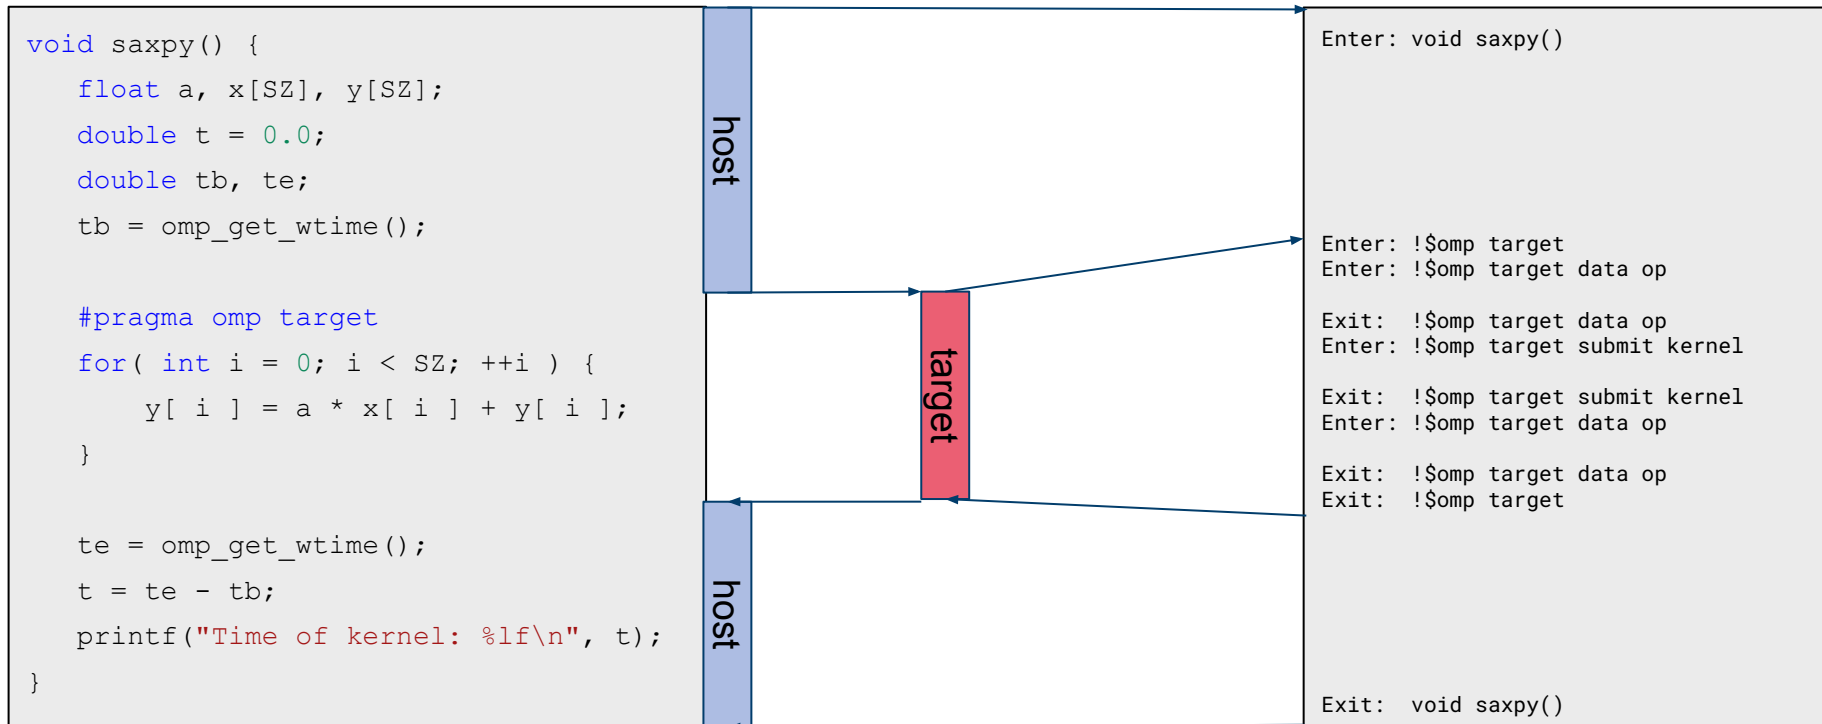 void saxpy() {
float a, x[SZ], y[SZ];
double t = 0.0;
double tb, te;
tb = omp_get_wtime();
#pragma omp target
for( int i = 0; i < SZ; ++i ) {
y[ i ] = a * x[ i ] + y[ i ];
}
te = omp_get_wtime();
t = te - tb;
printf("Time of kernel: %lf\n", t);
}
host
target
host
Enter: void saxpy()
Enter: !$omp target
Enter: !$omp target data op
Exit: !$omp target data op
Enter: !$omp target submit kernel
Exit: !$omp target submit kernel
Enter: !$omp target data op
Exit: !$omp target data op
Exit: !$omp target
Exit: void saxpy()